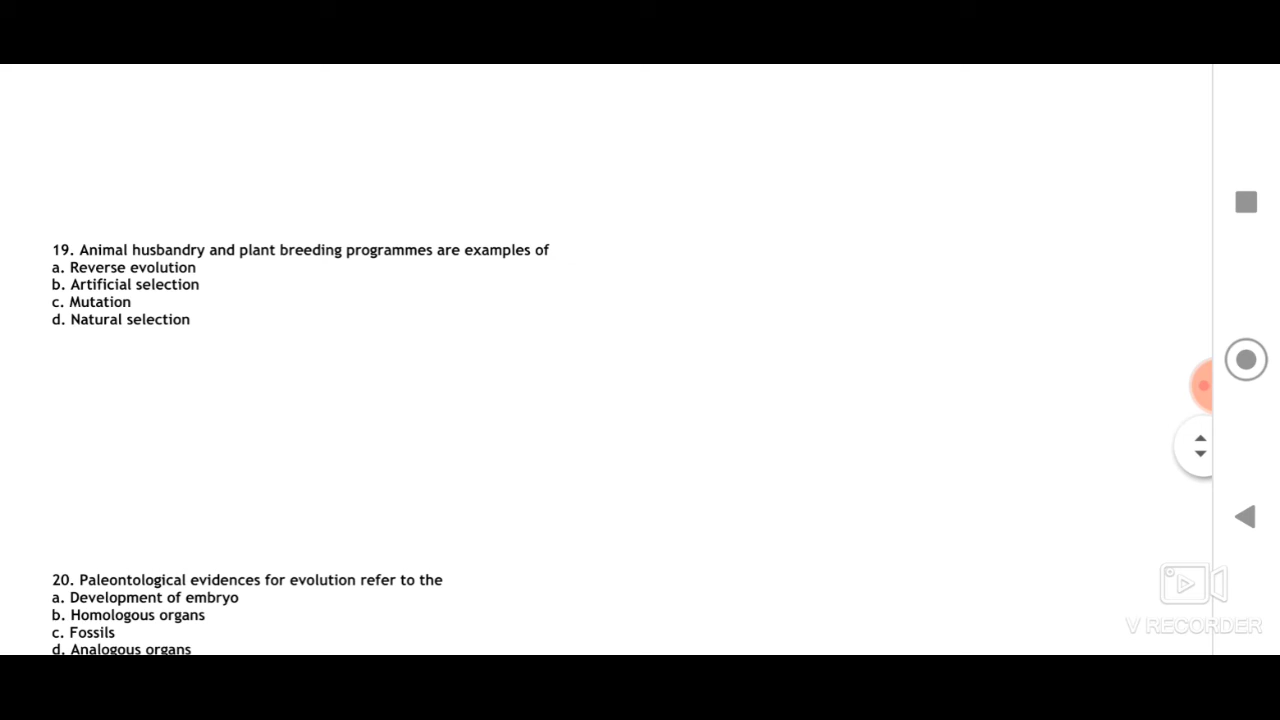 19. Animal husbandry and plant breeding programmes are examples of
a. Reverse evolution
b. Artificial selection
c. Mutation
d. Natural selection
20. Paleontological evidences for evolution refer to the
a. Development of embryo
b. Homologous organs
c. Fossils
d. Analogous organs
V RECORDER